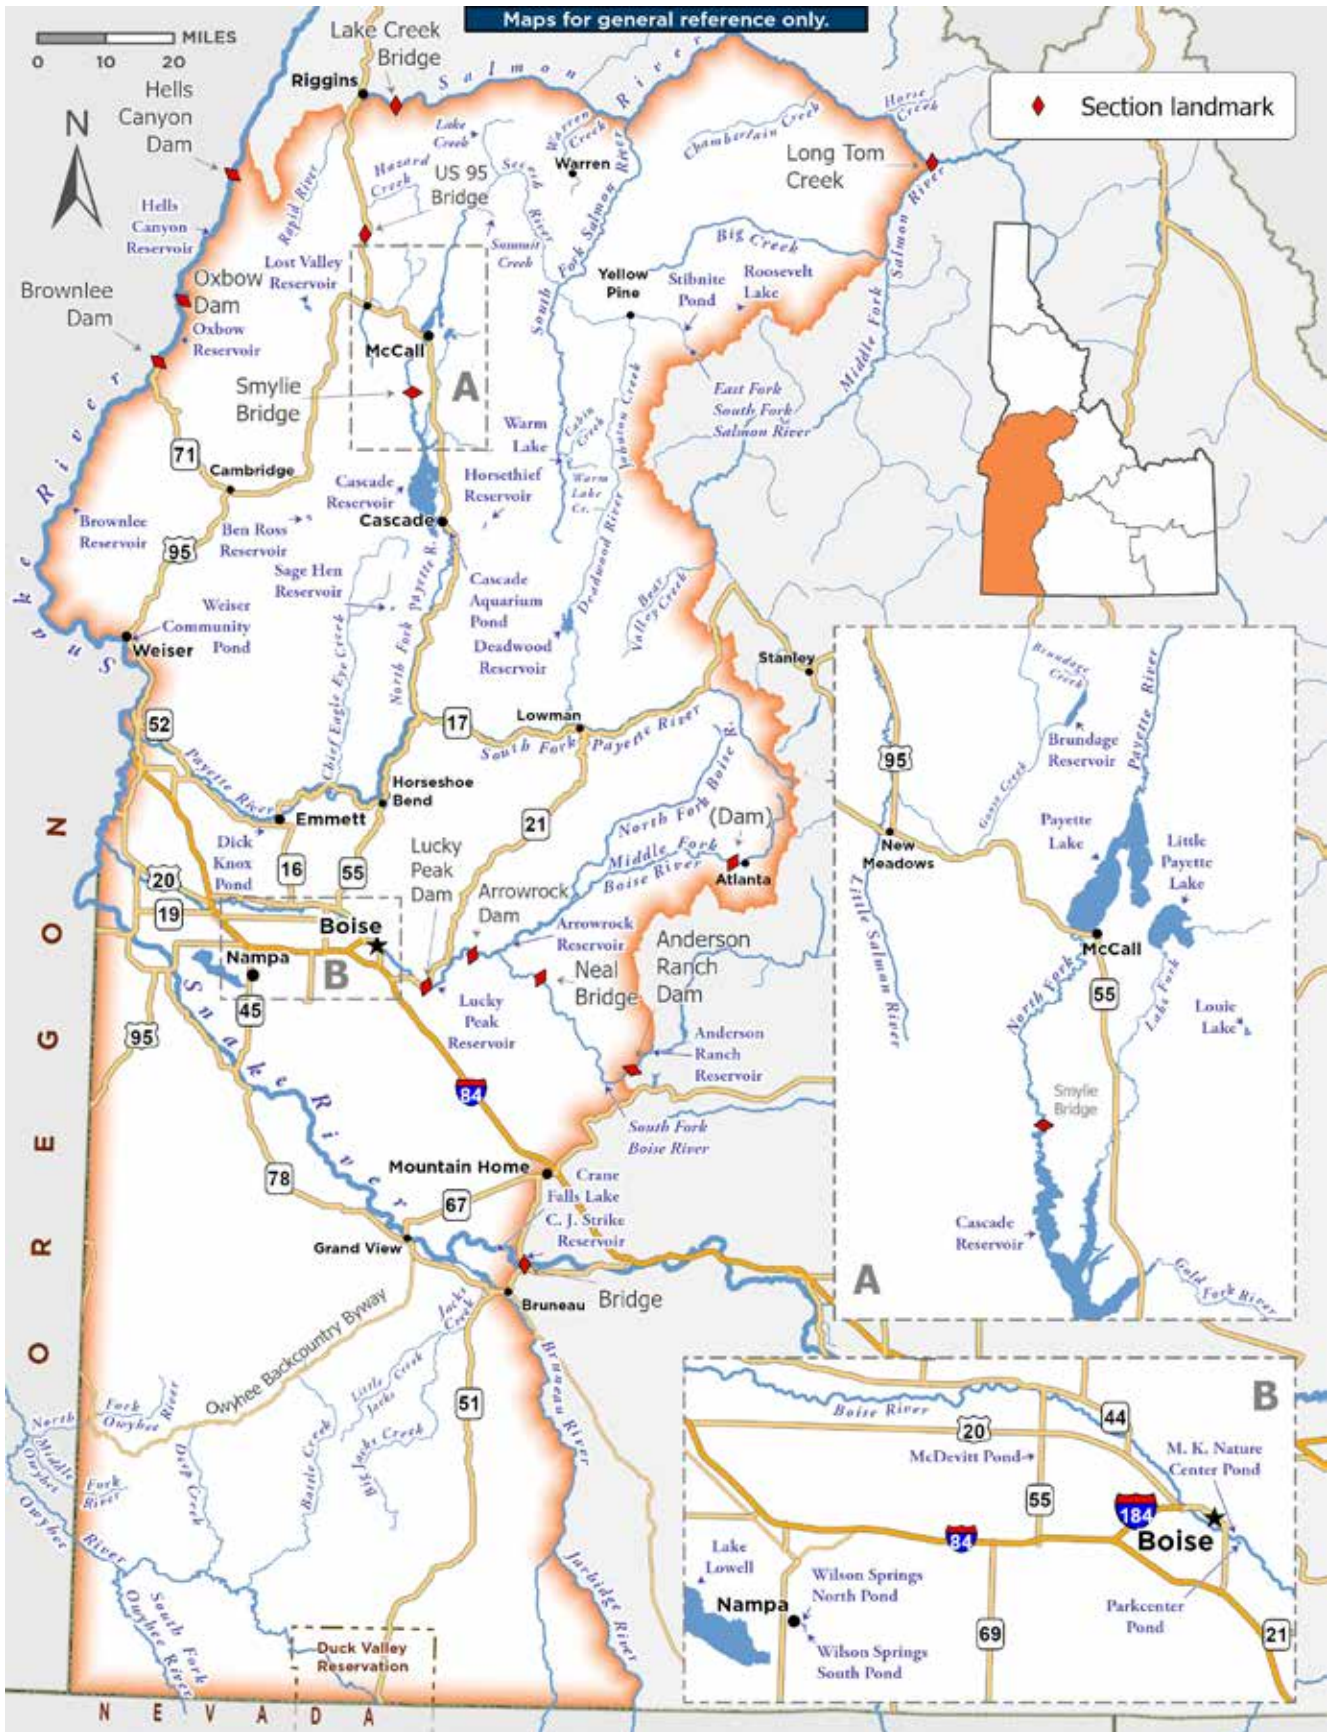 Maps for general reference only.
MILES
0 10 20
N
Section landmark
Lake Creek
Bridge
Riggins
Salmon River
Hells
Canyon
Dam
Lake
Creek
Warren
Creek
Warren
Secesh
River
Chamberlain Creek
Horse
Creek
Long Tom
Creek
Hazard
Creek
US 95
Bridge
Rapid River
Hells
Canyon
Reservoir
Summit
Creek
South Fork Salmon River
Big Creek
Middle Fork Salmon River
Lost Valley
Reservoir
Oxbow
Dam
Oxbow
Reservoir
Brownlee
Dam
Yellow
Pine
Stibnite
Pond
Roosevelt
Lake
McCall
Smylie
Bridge
A
East Fork
South Fork
Salmon River
Johnson Creek
Warm
Lake
Cabin
Creek
Warm
Lake
Cr.
71
Cambridge
Cascade
Reservoir
Horsethief
Reservoir
Cascade
Brownlee
Reservoir
Ben Ross
Reservoir
95
Sage Hen
Reservoir
Cascade
Aquarium
Pond
Deadwood River
Deadwood
Reservoir
Bear
Valley Creek
Snake River
Weiser
Community
Pond
Weiser
North Fork Payette R.
Chief Eagle Eye Creek
Stanley
52
17
Lowman
South Fork Payette River
Payette River
Horseshoe
Bend
Emmett
Dick
Knox
Pond
16
55
21
North Fork Boise R.
Middle Fork
Boise River
(Dam)
Atlanta
Lucky
Peak
Dam
Arrowrock
Dam
Arrowrock
Reservoir
20
19
Boise
Nampa
B
45
Neal
Bridge
Anderson
Ranch
Dam
Lucky
Peak
Reservoir
Anderson
Ranch
Reservoir
95
Snake River
84
South Fork
Boise River
Mountain Home
78
67
Crane
Falls Lake
C. J. Strike
Reservoir
Grand View
Bruneau
Bridge
Jacks
Creek
Owyhee Backcountry Byway
Little
Jacks Creek
Big Jacks Creek
Bruneau River
51
North
Fork
Owyhee
River
Middle
Owyhee
Fork
River
Deep Creek
Battle Creek
Owyhee
River
South Fork
Owyhee River
Jarbidge River
Duck Valley
Reservation
OREGON
NEVADA
Brundage
Creek
Payette River
95
Brundage
Reservoir
Goose Creek
New
Meadows
Payette
Lake
Little
Payette
Lake
McCall
Little Salmon River
North Fork
55
Lake Fork
Louie
Lake
Smylie
Bridge
Cascade
Reservoir
Gold
Fork River
A
B
Boise River
20
44
McDevitt Pond
M. K. Nature
Center Pond
55
184
84
Boise
Lake
Lowell
Wilson Springs
North Pond
Nampa
Wilson Springs
South Pond
69
Parkcenter
Pond
21